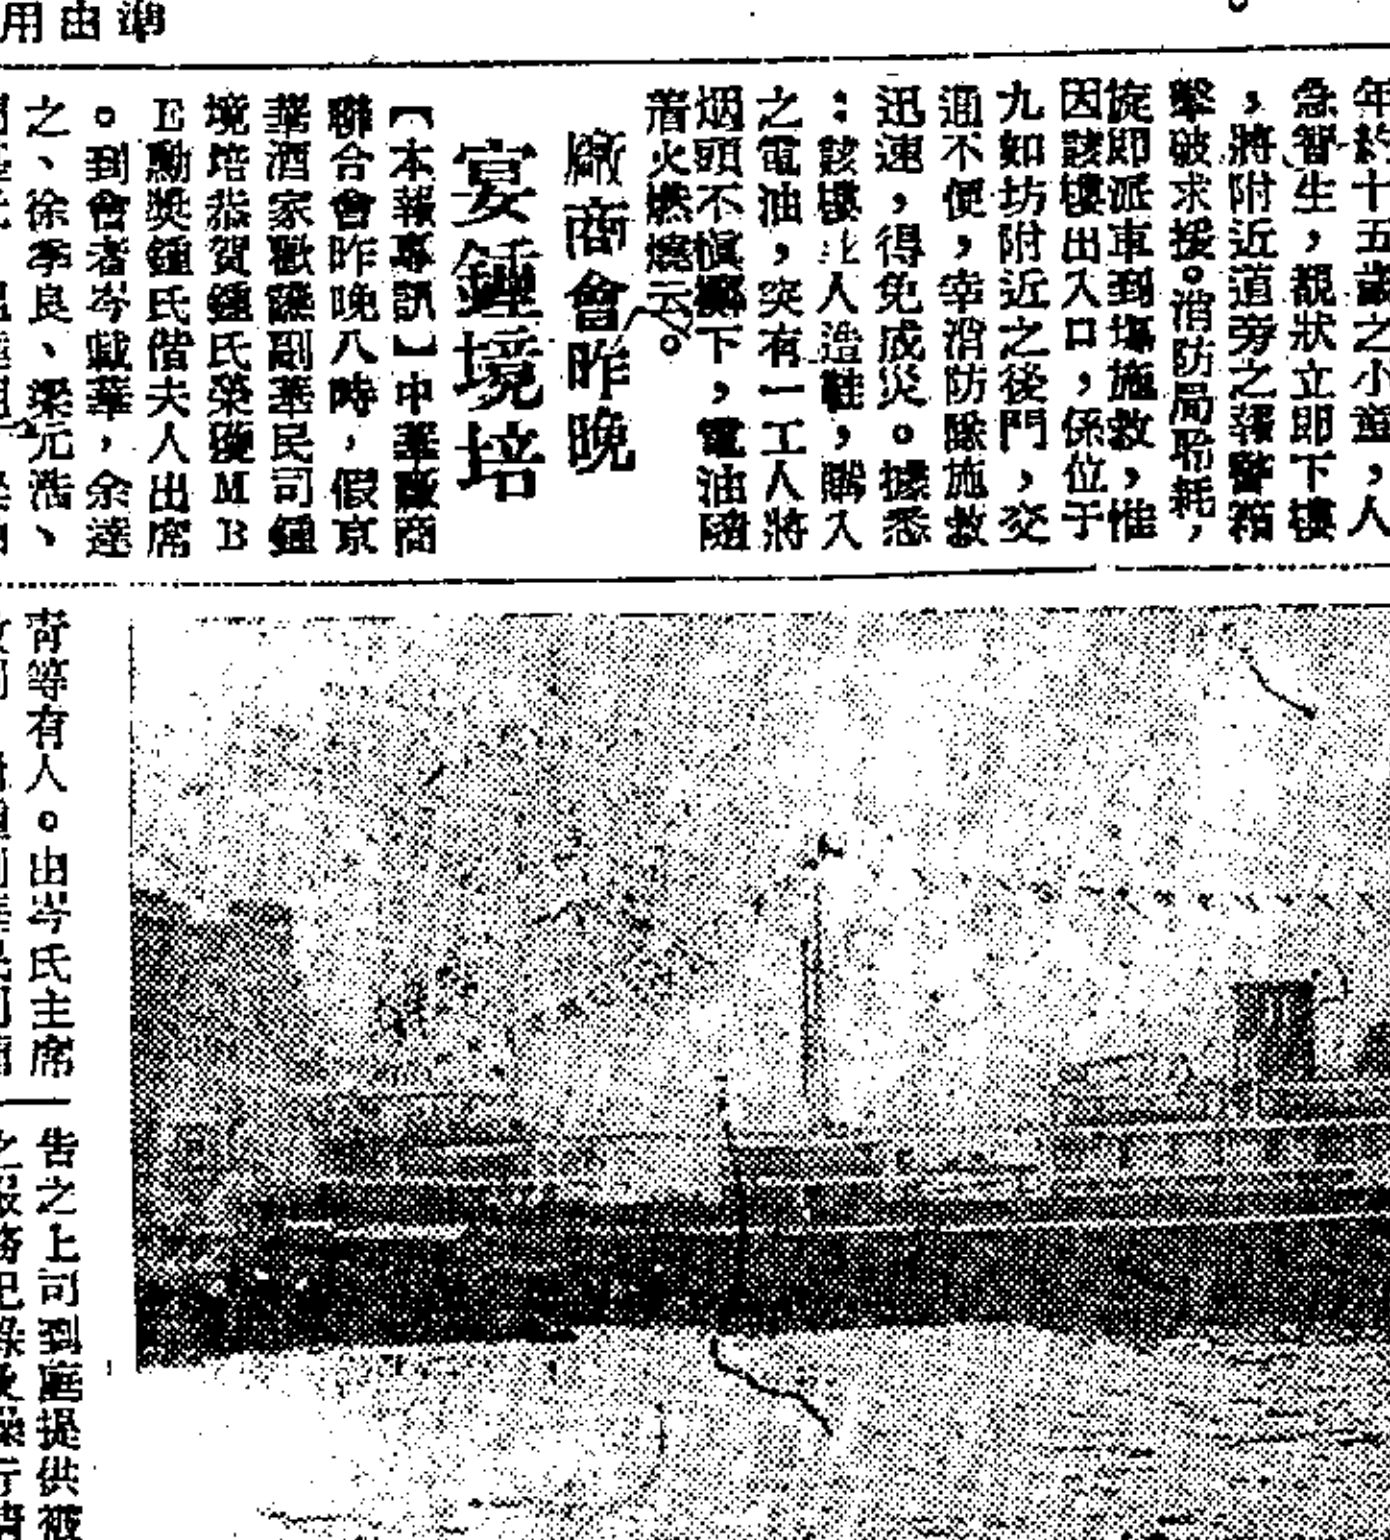 年約十五歲之小童，人
急智生，覩狀立即下樓
，將附近道旁之報警箱
擊破求援。消防局聆耗，
旋即派車到塲施救，惟
因該樓出入口，係位于
九如坊附近之後門，交
通不便，幸消防隊施救
迅速，得免成災。據悉
：該樓 人造鞋，購入
之電油，突有一工人將
烟頭不慎擲下，電油隨
着火燃燒云。
廠商會昨晚
宴鍾境培
【本報專訊】中華廠商
聯合會昨晚八時，假京
華酒家歡讌副華民司鍾
境培恭賀鍾氏榮獲MB
E勳獎鍾氏偕夫人出席
。到會者岑載華，余達
之、徐季良、梁元浩、
青等有人。由岑氏主席
告之上司到庭提供被